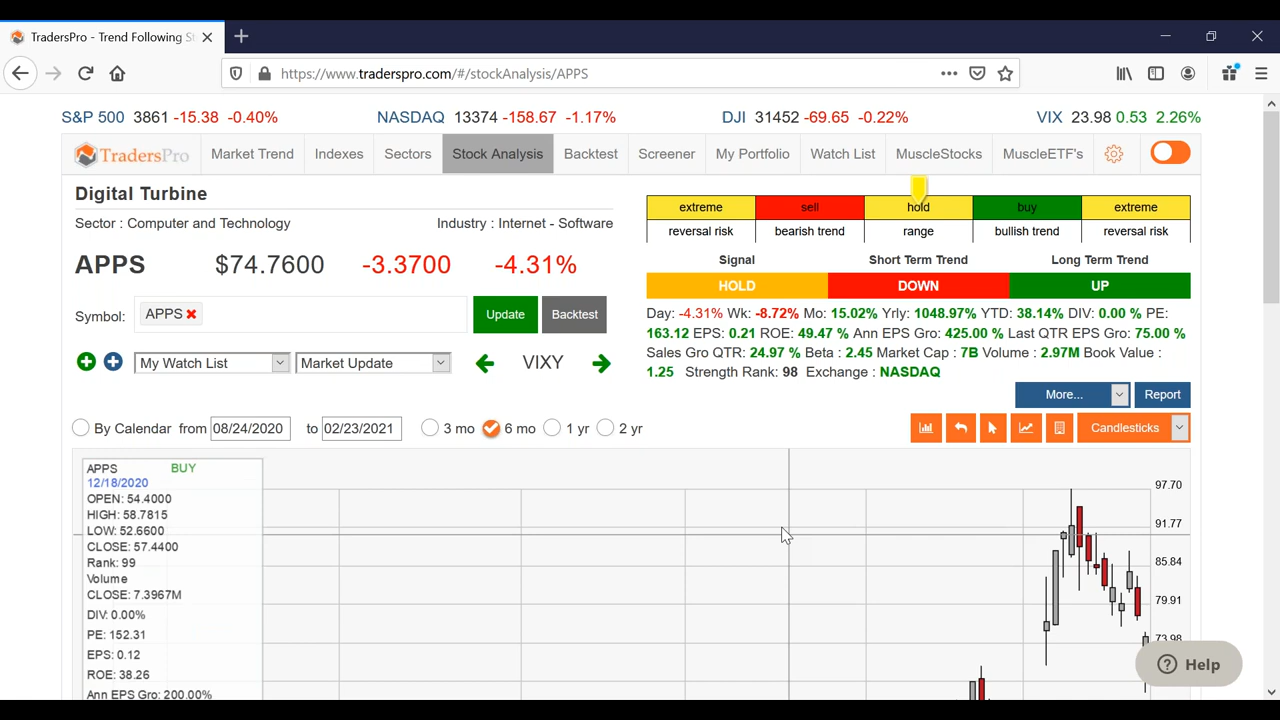 TradersPro - Trend Following St
https://www.traderspro.com/#/stockAnalysis/APPS
S&P 500 3861 -15.38 -0.40% NASDAQ 13374 -158.67 -1.17% DJI 31452 -69.65 -0.22% VIX 23.98 0.53 2.26%
TradersPro Market Trend Indexes Sectors Stock Analysis Backtest Screener My Portfolio Watch List MuscleStocks MuscleETF's
Digital Turbine
Sector : Computer and Technology Industry : Internet - Software
APPS $74.7600 -3.3700 -4.31%
Symbol: APPS Update Backtest
My Watch List Market Update VIXY
extreme sell hold buy extreme
reversal risk bearish trend range bullish trend reversal risk
Signal Short Term Trend Long Term Trend
HOLD DOWN UP
Day: -4.31% Wk: -8.72% Mo: 15.02% Yrly: 1048.97% YTD: 38.14% DIV: 0.00 % PE:
163.12 EPS: 0.21 ROE: 49.47 % Ann EPS Gro: 425.00 % Last QTR EPS Gro: 75.00 %
Sales Gro QTR: 24.97 % Beta : 2.45 Market Cap : 7B Volume : 2.97M Book Value :
1.25 Strength Rank: 98 Exchange : NASDAQ
More... Report
By Calendar from 08/24/2020 to 02/23/2021 3 mo 6 mo 1 yr 2 yr Candlesticks
APPS BUY
12/18/2020
OPEN: 54.4000
HIGH: 58.7815
LOW: 52.6600
CLOSE: 57.4400
Rank: 99
Volume
CLOSE: 7.3967M
DIV: 0.00%
PE: 152.31
EPS: 0.12
ROE: 38.26
Ann EPS Gro: 200.00%
97.70
91.77
85.84
79.91
73.98
Help